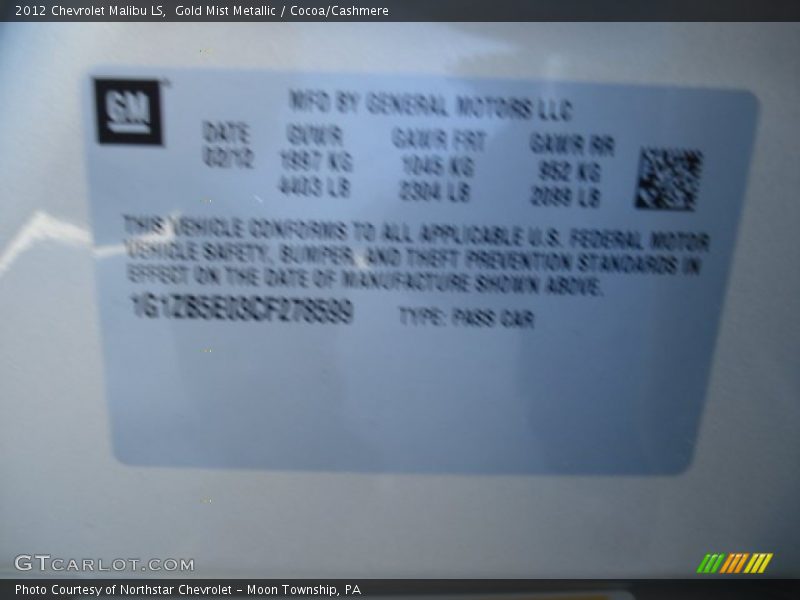 2012 Chevrolet Malibu LS,  Gold Mist Metallic / Cocoa/Cashmere
GM
MFD BY GENERAL MOTORS LLC
DATE GVWR GAWR FRT GAWR RR
02/12 1997 KG 1045 KG 952 KG
4403 LB 2304 LB 2099 LB
THIS VEHICLE CONFORMS TO ALL APPLICABLE U.S. FEDERAL MOTOR
VEHICLE SAFETY, BUMPER, AND THEFT PREVENTION STANDARDS IN
EFFECT ON THE DATE OF MANUFACTURE SHOWN ABOVE.
1G1ZB5E03CF278599 TYPE: PASS CAR
GTCARLOT.COM
Photo Courtesy of Northstar Chevrolet - Moon Township, PA